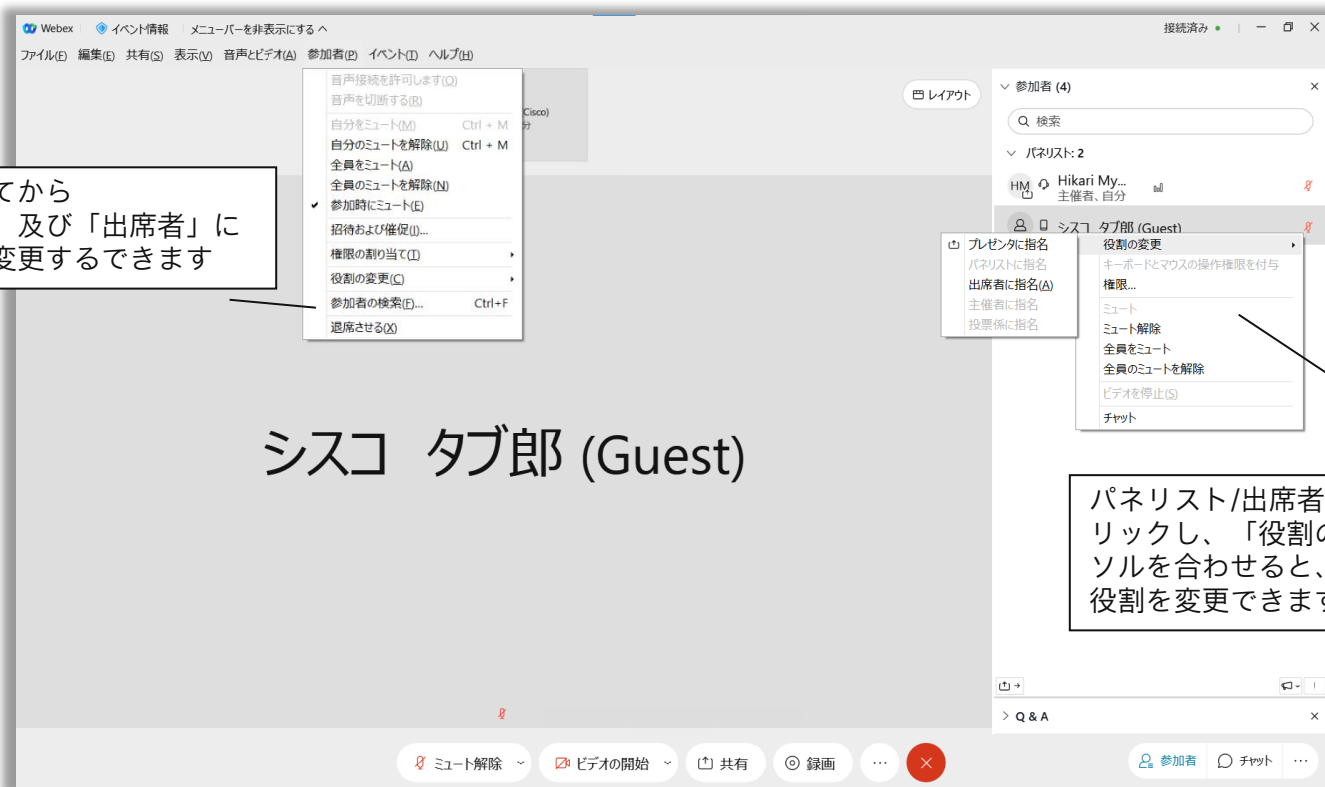 Webex
イベント情報
メニューバーを非表示にする
接続済み
ファイル(F) 編集(E) 共有(S) 表示(V) 音声とビデオ(A) 参加者(P) イベント(T) ヘルプ(H)
音声接続を許可します(O)
音声を切断する(R)
自分をミュート(M) Ctrl + M
自分のミュートを解除(U) Ctrl + M
全員をミュート(A)
全員のミュートを解除(N)
参加時にミュート(E)
招待および催促(I)...
権限の割り当て(T)
役割の変更(C)
参加者の検索(F)... Ctrl+F
退席させる(X)
Cisco)
分
レイアウト
てから
及び「出席者」に
変更するできます
シスコ タブ郎 (Guest)
参加者 (4)
検索
パネリスト: 2
HM Hikari My...
主催者、自分
シスコ タブ郎 (Guest)
プレゼンタに指名
パネリストに指名
出席者に指名(A)
主催者に指名
投票係に指名
役割の変更
キーボードとマウスの操作権限を付与
権限...
ミュート
ミュート解除
全員をミュート
全員のミュートを解除
ビデオを停止(S)
チャット
パネリスト/出席者
リックし、「役割の
ソルを合わせると、
役割を変更できます
Q & A
ミュート解除
ビデオの開始
共有
録画
参加者
チャット